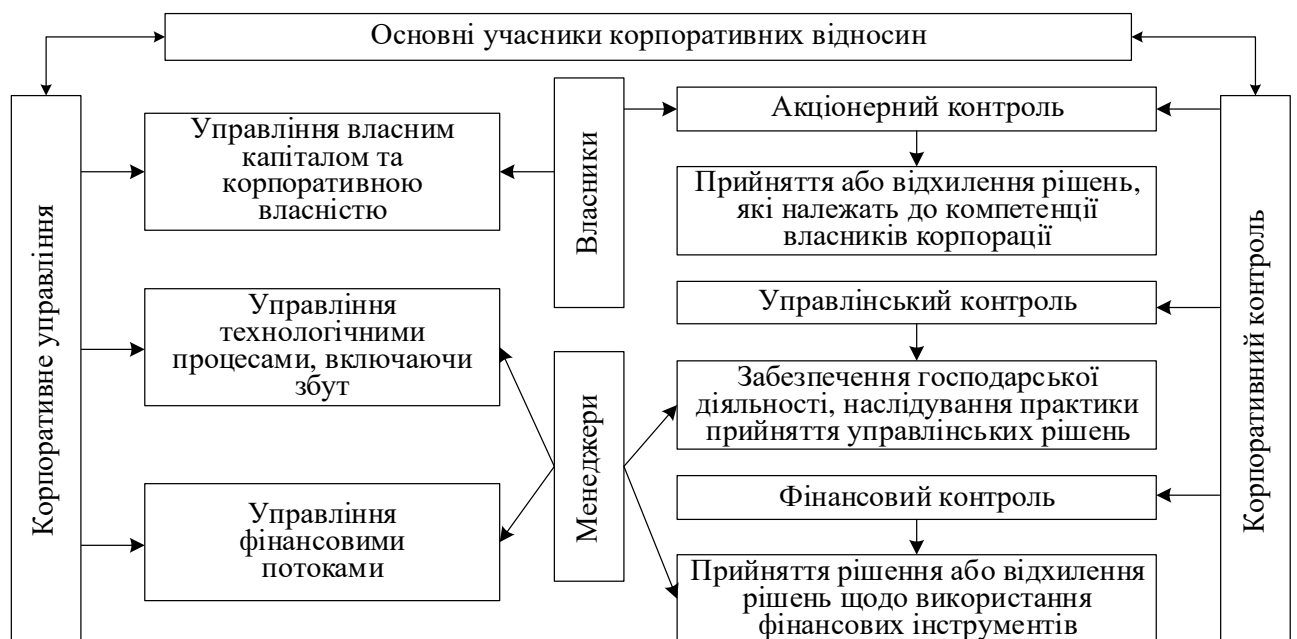 Основні учасники корпоративних відносин
Корпоративне управління
Управління власним
капіталом та
корпоративною
власністю
Управління
технологічними
процесами, включаючи
збут
Управління
фінансовими
потоками
Власники
Менеджери
Акціонерний контроль
Прийняття або відхилення рішень,
які належать до компетенції
власників корпорації
Управлінський контроль
Забезпечення господарської
діяльності, наслідування практики
прийняття управлінських рішень
Фінансовий контроль
Прийняття рішення або відхилення
рішень щодо використання
фінансових інструментів
Корпоративний контроль